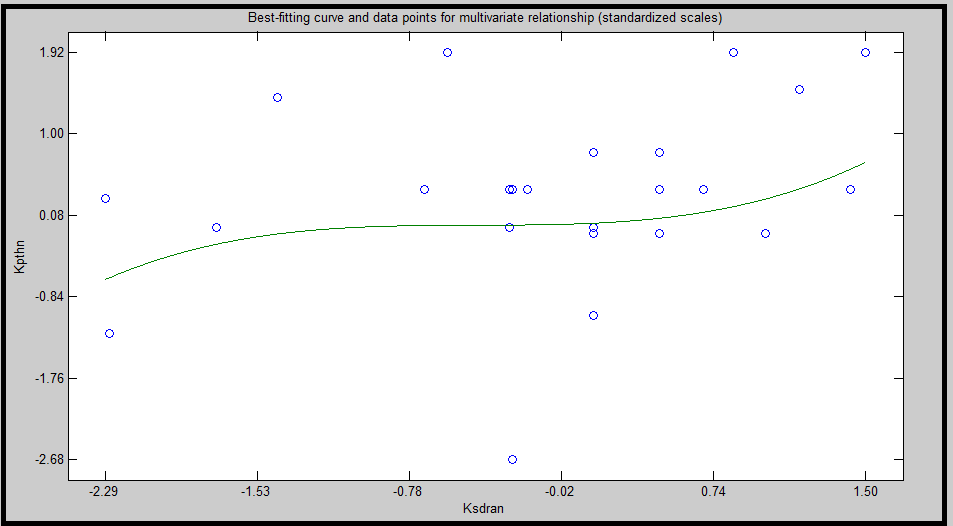 Best-fitting curve and data points for multivariate relationship (standardized scales)
1.92
1.00
0.08
-0.84
-1.76
-2.68
Kpthn
-2.29 -1.53 -0.78 -0.02 0.74 1.50
Ksdran